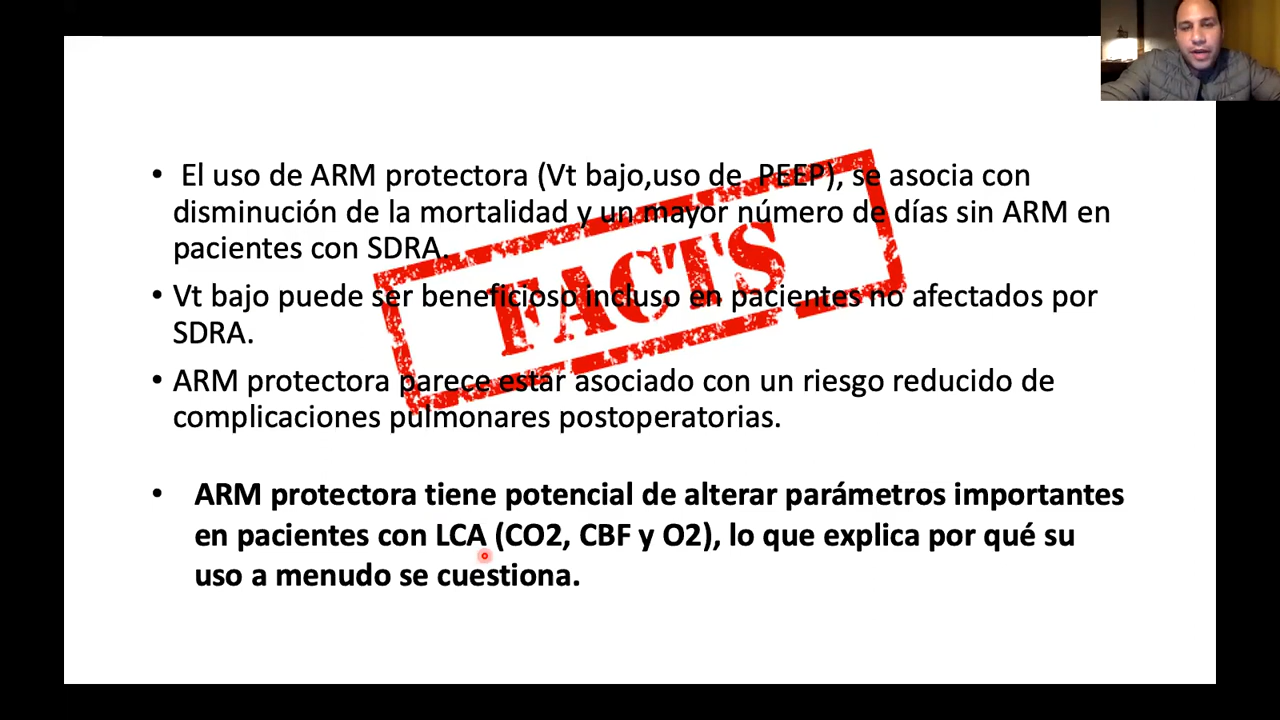 • El uso de ARM protectora (Vt bajo,uso de PEEP), se asocia con
disminución de la mortalidad y un mayor número de días sin ARM en
pacientes con SDRA.
• Vt bajo puede ser beneficioso incluso en pacientes no afectados por
SDRA.
• ARM protectora parece estar asociado con un riesgo reducido de
complicaciones pulmonares postoperatorias.
FACTS
• ARM protectora tiene potencial de alterar parámetros importantes
en pacientes con LCA (CO2, CBF y O2), lo que explica por qué su
uso a menudo se cuestiona.